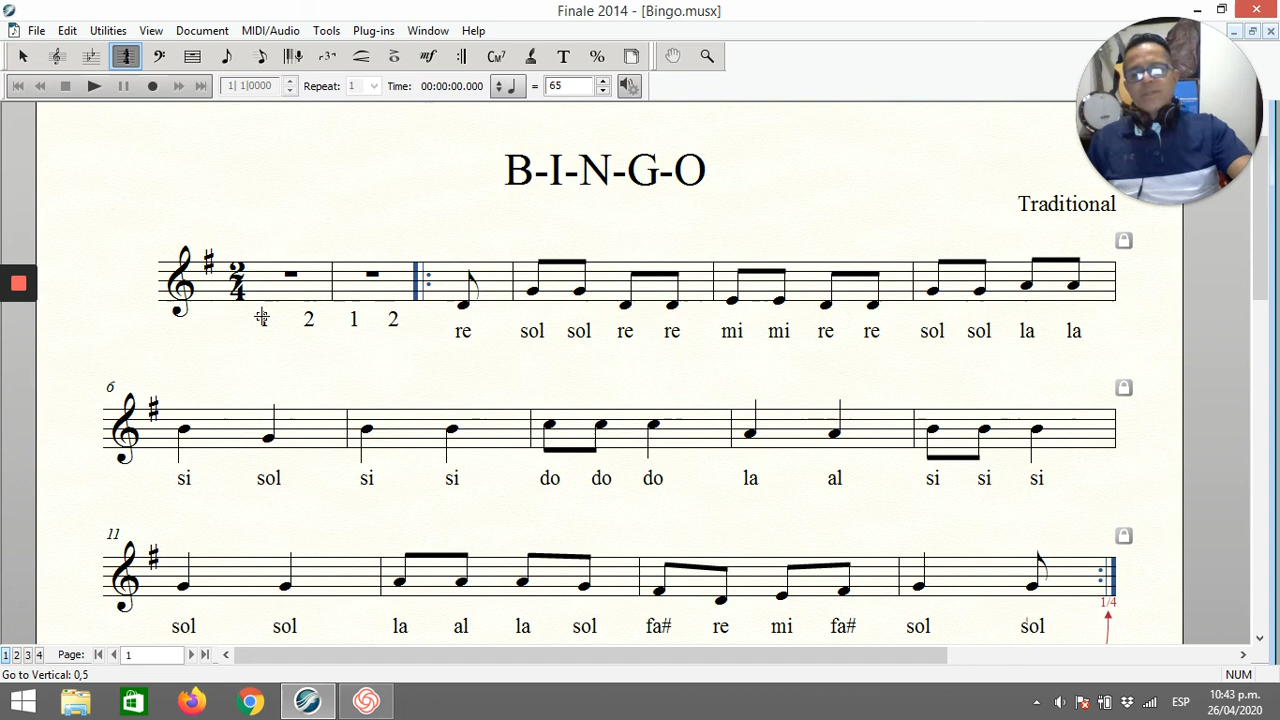 Finale 2014 - [Bingo.musx]
File Edit Utilities View Document MIDI/Audio Tools Plug-ins Window Help
1| 1|0000 Repeat: 1 Time: 00:00:00.000 = 65
B-I-N-G-O
Traditional
2
4
1 2 1 2 re sol sol re re mi mi re re sol sol la la
6
si sol si si do do do la al si si si
11
sol sol la al la sol fa# re mi fa# sol sol
1/4
1 2 3 4 Page: 1
Go to Vertical: 0,5 NUM
ESP 10:43 p.m.
26/04/2020